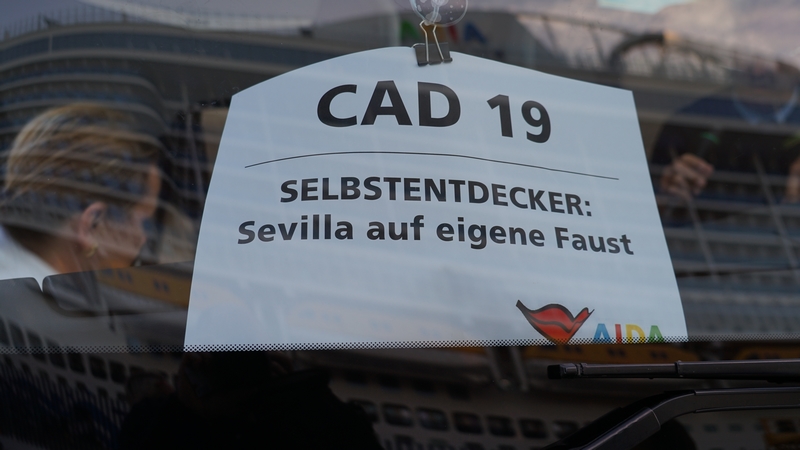 CAD 19
SELBSTENTDECKER:
Sevilla auf eigene Faust
AIDA